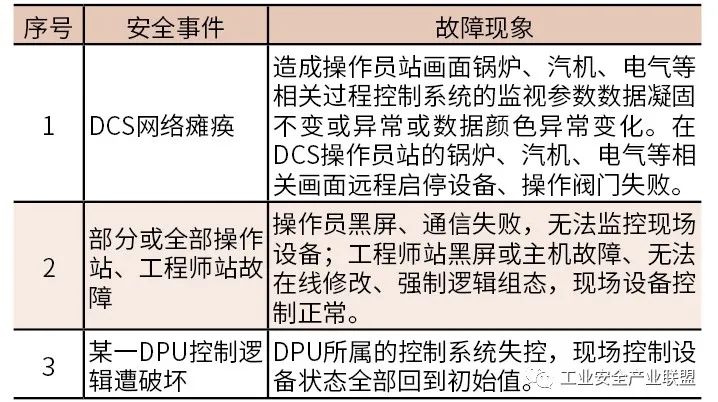 序号 安全事件 故障现象
造成操作员站画面锅炉、汽机、电气等
相关过程控制系统的监视参数数据凝固
1 DCS网络瘫痪 不变或异常或数据颜色异常变化。在
DCS操作员站的锅炉、汽机、电气等相
关画面远程启停设备、操作阀门失败。
操作员黑屏、通信失败，无法监控现场
部分或全部操作 设备；工程师站黑屏或主机故障、无法
2 站、工程师站故 在线修改、强制逻辑组态，现场设备控
障 制正常。
某一DPU控制逻 DPU所属的控制系统失控，现场控制设
3 辑遭破坏 备状态全部回到初始值。
工业安全产业联盟